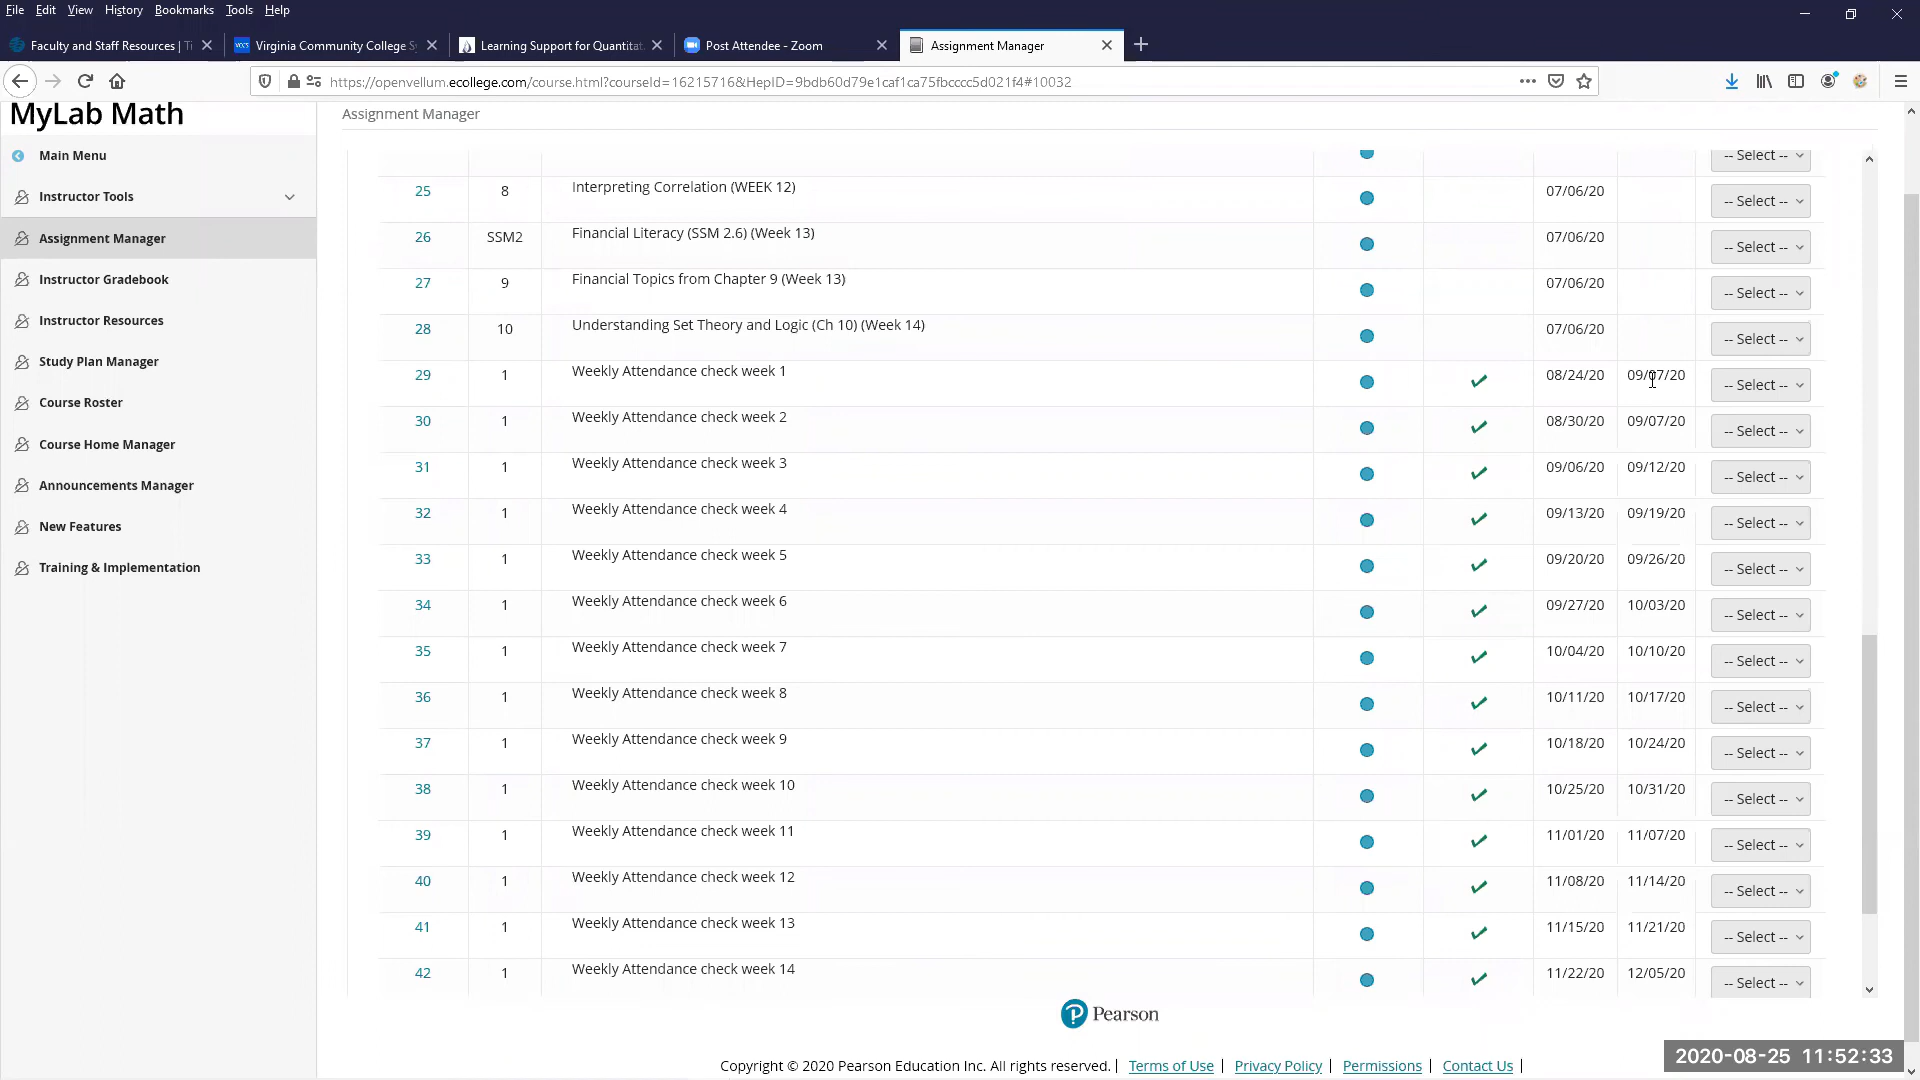 File Edit View History Bookmarks Tools Help
Faculty and Staff Resources | Ti Virginia Community College Sy Learning Support for Quantitat Post Attendee - Zoom Assignment Manager
https://openvellum.ecollege.com/course.html?courseId=16215716&HepID=9bdb60d79e1caf1ca75fbcccc5d021f4#10032
MyLab Math
Main Menu
Instructor Tools
Assignment Manager
Instructor Gradebook
Instructor Resources
Study Plan Manager
Course Roster
Course Home Manager
Announcements Manager
New Features
Training & Implementation
Assignment Manager
-- Select --
25 8 Interpreting Correlation (WEEK 12) 07/06/20 -- Select --
26 SSM2 Financial Literacy (SSM 2.6) (Week 13) 07/06/20 -- Select --
27 9 Financial Topics from Chapter 9 (Week 13) 07/06/20 -- Select --
28 10 Understanding Set Theory and Logic (Ch 10) (Week 14) 07/06/20 -- Select --
29 1 Weekly Attendance check week 1 08/24/20 09/07/20 -- Select --
30 1 Weekly Attendance check week 2 08/30/20 09/07/20 -- Select --
31 1 Weekly Attendance check week 3 09/06/20 09/12/20 -- Select --
32 1 Weekly Attendance check week 4 09/13/20 09/19/20 -- Select --
33 1 Weekly Attendance check week 5 09/20/20 09/26/20 -- Select --
34 1 Weekly Attendance check week 6 09/27/20 10/03/20 -- Select --
35 1 Weekly Attendance check week 7 10/04/20 10/10/20 -- Select --
36 1 Weekly Attendance check week 8 10/11/20 10/17/20 -- Select --
37 1 Weekly Attendance check week 9 10/18/20 10/24/20 -- Select --
38 1 Weekly Attendance check week 10 10/25/20 10/31/20 -- Select --
39 1 Weekly Attendance check week 11 11/01/20 11/07/20 -- Select --
40 1 Weekly Attendance check week 12 11/08/20 11/14/20 -- Select --
41 1 Weekly Attendance check week 13 11/15/20 11/21/20 -- Select --
42 1 Weekly Attendance check week 14 11/22/20 12/05/20 -- Select --
Pearson
Copyright © 2020 Pearson Education Inc. All rights reserved. | Terms of Use | Privacy Policy | Permissions | Contact Us |
2020-08-25 11:52:33